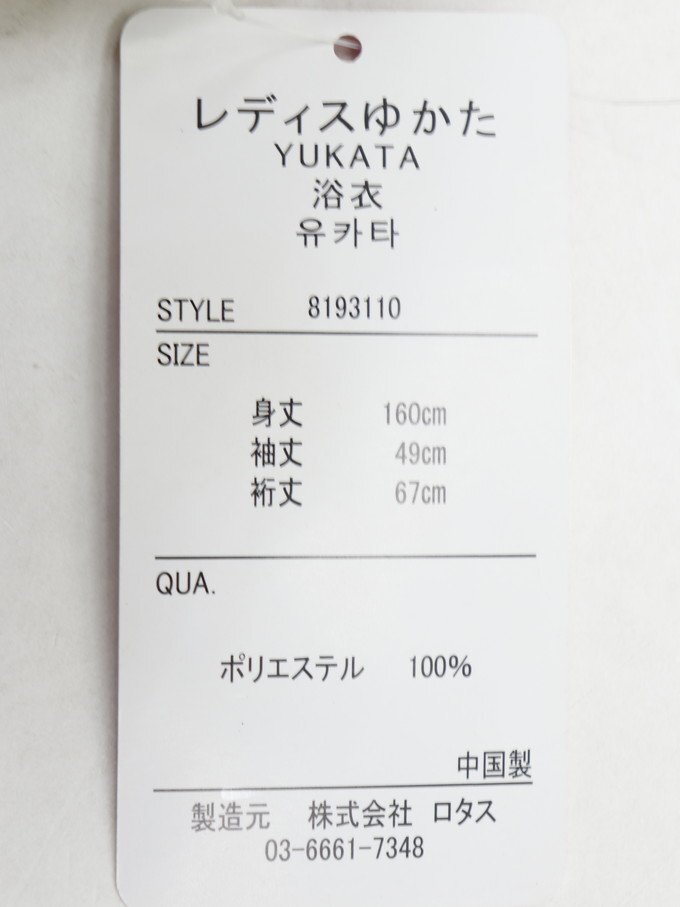 レディスゆかた
YUKATA
浴衣
유카타
STYLE 8193110
SIZE
身丈 160cm
袖丈 49cm
裄丈 67cm
QUA.
ポリエステル 100%
中国製
製造元 株式会社 ロタス
03-6661-7348